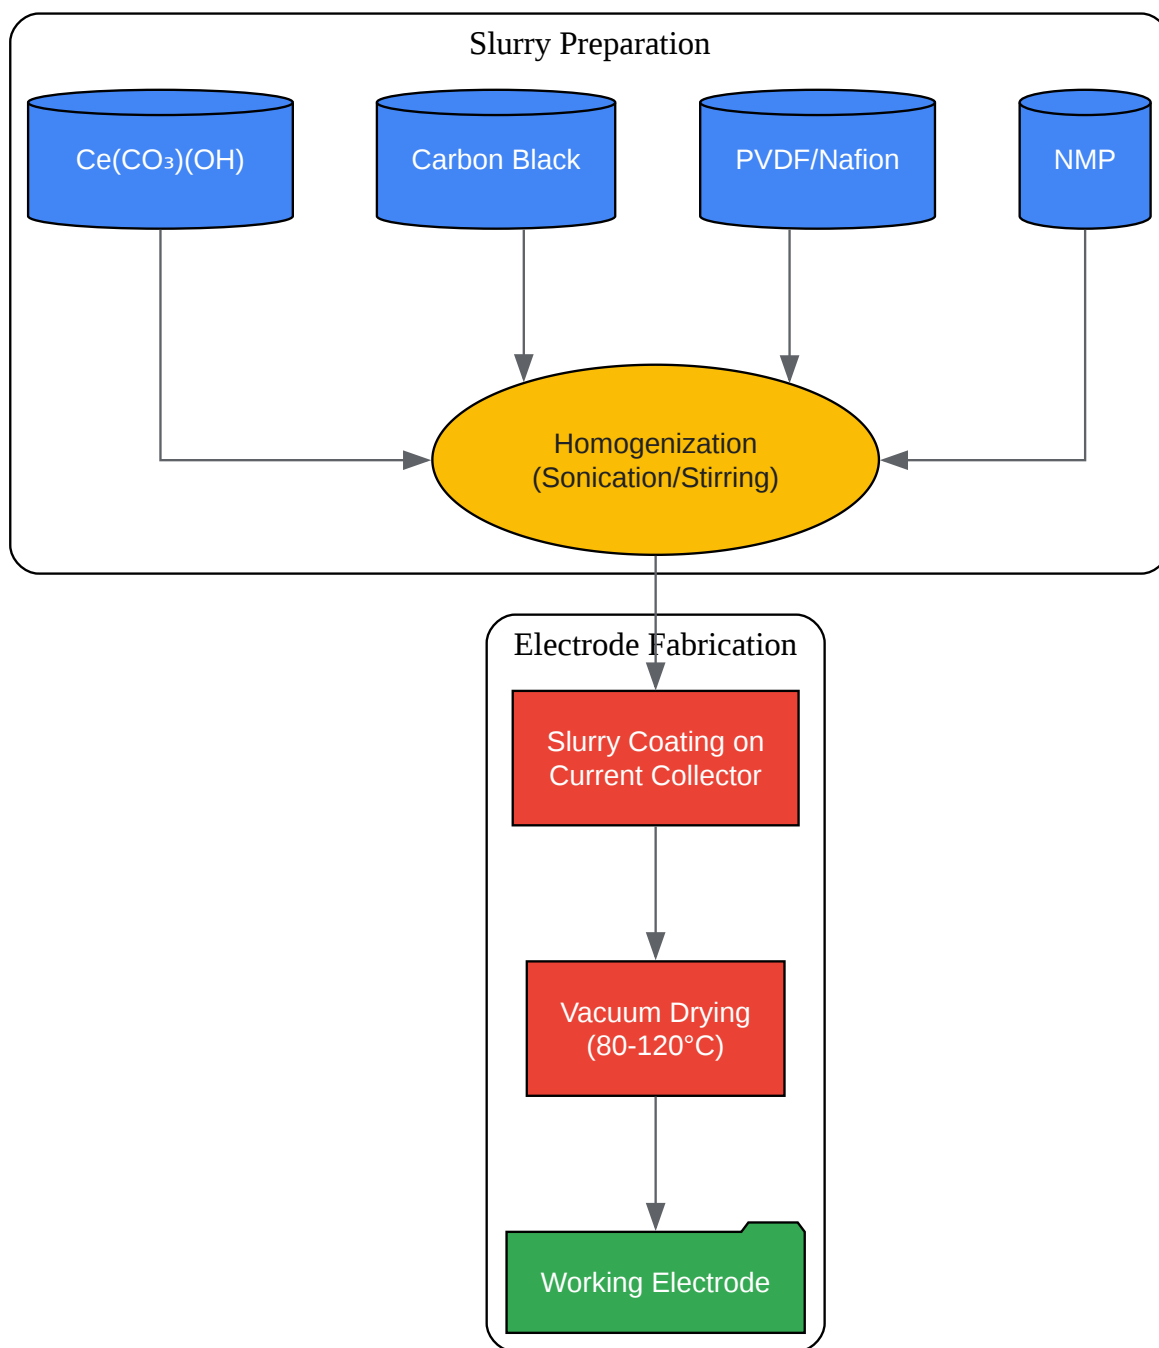 Slurry Preparation
Ce(CO₃)(OH)
Carbon Black
PVDF/Nafion
NMP
Homogenization
(Sonication/Stirring)
Electrode Fabrication
Slurry Coating on
Current Collector
Vacuum Drying
(80-120°C)
Working Electrode